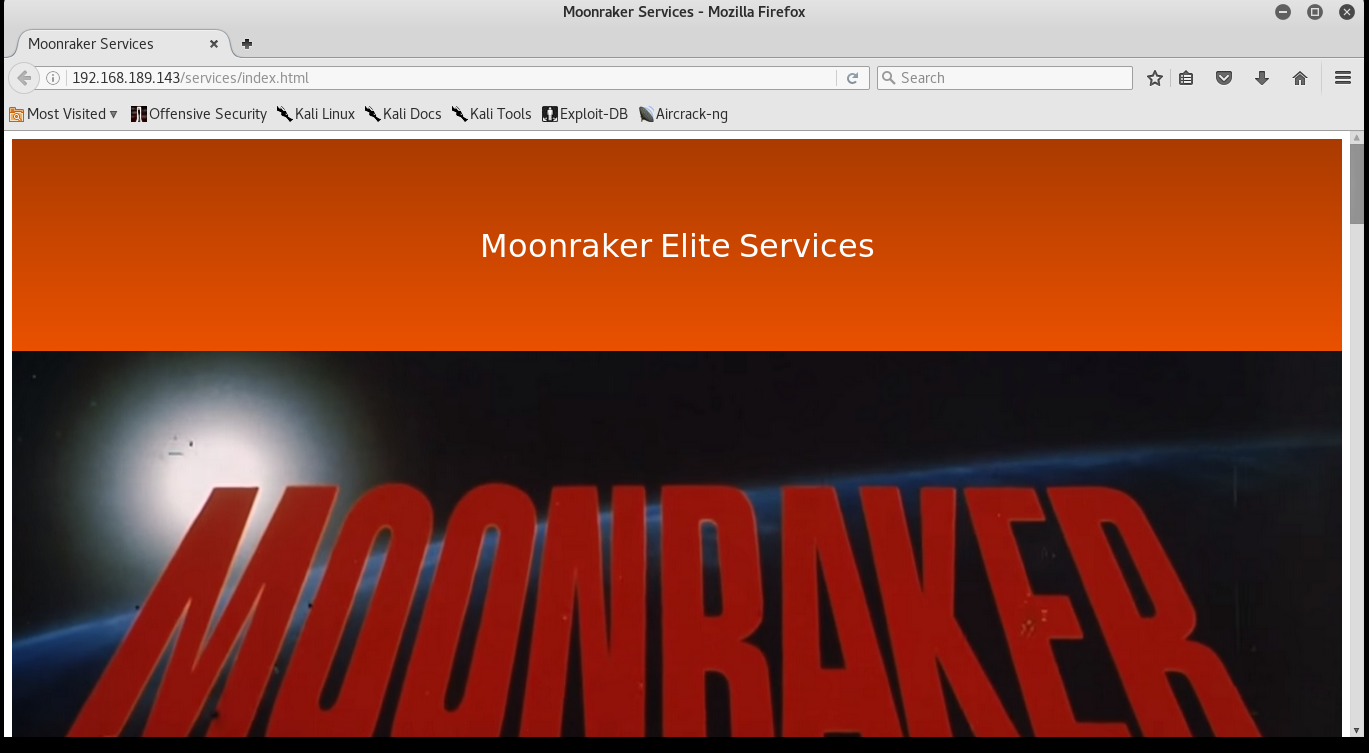 Moonraker Services - Mozilla Firefox
Moonraker Services
192.168.189.143/services/index.html
Search
Most Visited
Offensive Security
Kali Linux
Kali Docs
Kali Tools
Exploit-DB
Aircrack-ng
Moonraker Elite Services
MOONRAKER